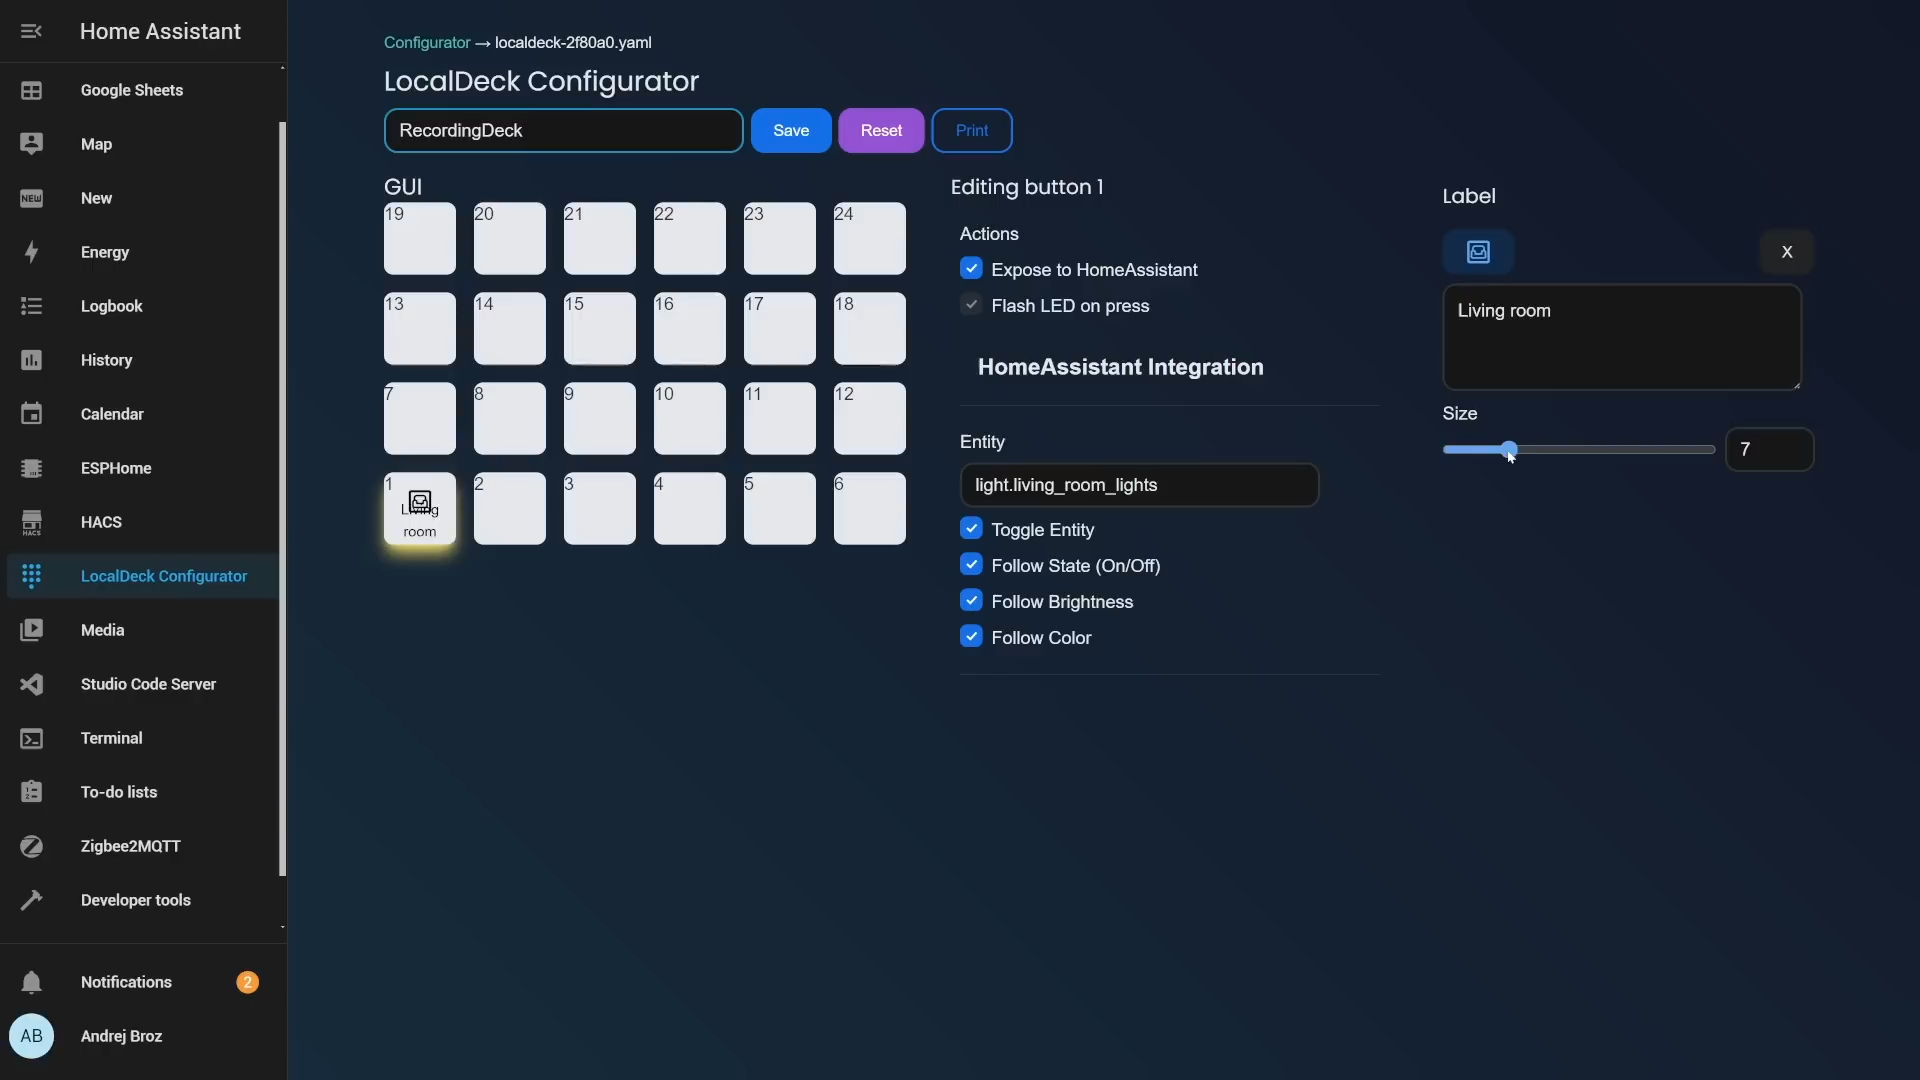 Home Assistant
Google Sheets
Map
NEW
New
Energy
Logbook
History
Calendar
ESPHome
HACS
HACS
LocalDeck Configurator
Media
Studio Code Server
Terminal
To-do lists
Zigbee2MQTT
Developer tools
Notifications
2
AB
Andrej Broz
Configurator → localdeck-2f80a0.yaml
LocalDeck Configurator
RecordingDeck
Save
Reset
Print
GUI
19 20 21 22 23 24
13 14 15 16 17 18
7 8 9 10 11 12
1 2 3 4 5 6
Living
room
Editing button 1
Actions
Expose to HomeAssistant
Flash LED on press
HomeAssistant Integration
Entity
light.living_room_lights
Toggle Entity
Follow State (On/Off)
Follow Brightness
Follow Color
Label
X
Living room
Size
7